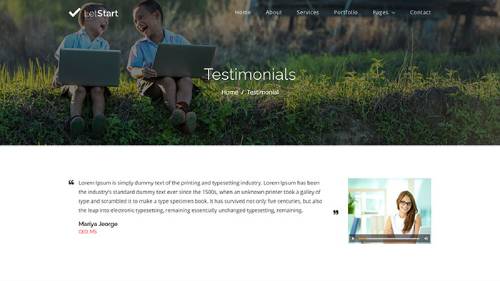 LetStart
Home About Services Portfolio Pages Contact
Testimonials
Home / Testimonial
❝ Lorem Ipsum is simply dummy text of the printing and typesetting industry. Lorem Ipsum has been
the industry's standard dummy text ever since the 1500s, when an unknown printer took a galley of
type and scrambled it to make a type specimen book. It has survived not only five centuries, but also
the leap into electronic typesetting, remaining essentially unchanged typesetting, remaining. ❞
Mariya Jeorge
CEO, Ms